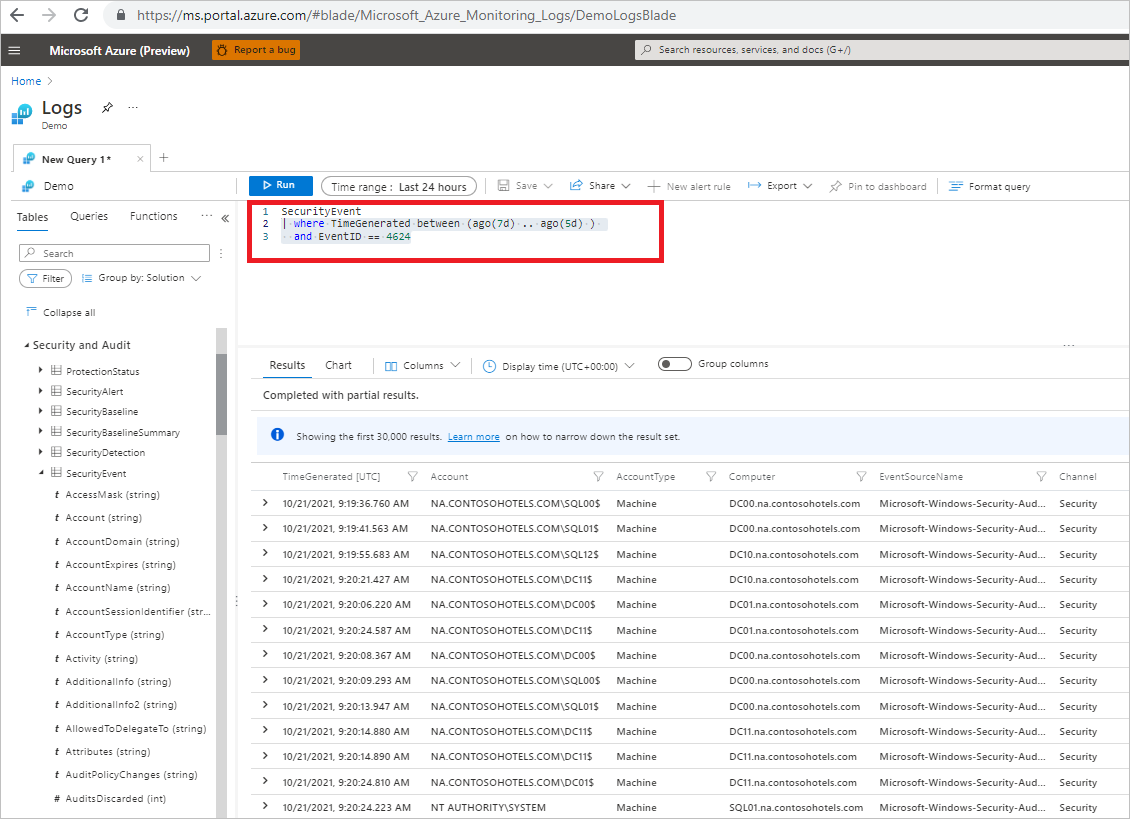 https://ms.portal.azure.com/#blade/Microsoft_Azure_Monitoring_Logs/DemoLogsBlade
Microsoft Azure (Preview) Report a bug Search resources, services, and docs (G+/)
Home
Logs ...
Demo
New Query 1*
Demo Run Time range : Last 24 hours Save Share New alert rule Export Pin to dashboard Format query
Tables Queries Functions ... «
Search
Filter Group by: Solution
Collapse all
Security and Audit
ProtectionStatus
SecurityAlert
SecurityBaseline
SecurityBaselineSummary
SecurityDetection
SecurityEvent
t AccessMask (string)
t Account (string)
t AccountDomain (string)
t AccountExpires (string)
t AccountName (string)
t AccountSessionIdentifier (str...
t AccountType (string)
t Activity (string)
t AdditionalInfo (string)
t AdditionalInfo2 (string)
t AllowedToDelegateTo (string)
t Attributes (string)
t AuditPolicyChanges (string)
# AuditsDiscarded (int)
1 SecurityEvent
2 | where TimeGenerated between (ago(7d) .. ago(5d) )
3 and EventID == 4624
Results Chart Columns Display time (UTC+00:00) Group columns
Completed with partial results.
Showing the first 30,000 results. Learn more on how to narrow down the result set.
TimeGenerated [UTC] Account AccountType Computer EventSourceName Channel
10/21/2021, 9:19:36.760 AM NA.CONTOSOHOTELS.COM\SQL00$ Machine DC00.na.contosohotels.com Microsoft-Windows-Security-Aud... Security
10/21/2021, 9:19:41.563 AM NA.CONTOSOHOTELS.COM\SQL01$ Machine DC00.na.contosohotels.com Microsoft-Windows-Security-Aud... Security
10/21/2021, 9:19:55.683 AM NA.CONTOSOHOTELS.COM\SQL12$ Machine DC10.na.contosohotels.com Microsoft-Windows-Security-Aud... Security
10/21/2021, 9:20:21.427 AM NA.CONTOSOHOTELS.COM\DC11$ Machine DC10.na.contosohotels.com Microsoft-Windows-Security-Aud... Security
10/21/2021, 9:20:06.220 AM NA.CONTOSOHOTELS.COM\DC00$ Machine DC01.na.contosohotels.com Microsoft-Windows-Security-Aud... Security
10/21/2021, 9:20:24.587 AM NA.CONTOSOHOTELS.COM\DC11$ Machine DC01.na.contosohotels.com Microsoft-Windows-Security-Aud... Security
10/21/2021, 9:20:08.367 AM NA.CONTOSOHOTELS.COM\DC00$ Machine DC00.na.contosohotels.com Microsoft-Windows-Security-Aud... Security
10/21/2021, 9:20:09.293 AM NA.CONTOSOHOTELS.COM\SQL00$ Machine DC00.na.contosohotels.com Microsoft-Windows-Security-Aud... Security
10/21/2021, 9:20:13.947 AM NA.CONTOSOHOTELS.COM\SQL01$ Machine DC00.na.contosohotels.com Microsoft-Windows-Security-Aud... Security
10/21/2021, 9:20:14.880 AM NA.CONTOSOHOTELS.COM\DC11$ Machine DC11.na.contosohotels.com Microsoft-Windows-Security-Aud... Security
10/21/2021, 9:20:14.890 AM NA.CONTOSOHOTELS.COM\DC11$ Machine DC11.na.contosohotels.com Microsoft-Windows-Security-Aud... Security
10/21/2021, 9:20:24.810 AM NA.CONTOSOHOTELS.COM\DC01$ Machine DC11.na.contosohotels.com Microsoft-Windows-Security-Aud... Security
10/21/2021, 9:20:24.223 AM NT AUTHORITY\SYSTEM Machine SQL01.na.contosohotels.com Microsoft-Windows-Security-Aud... Security